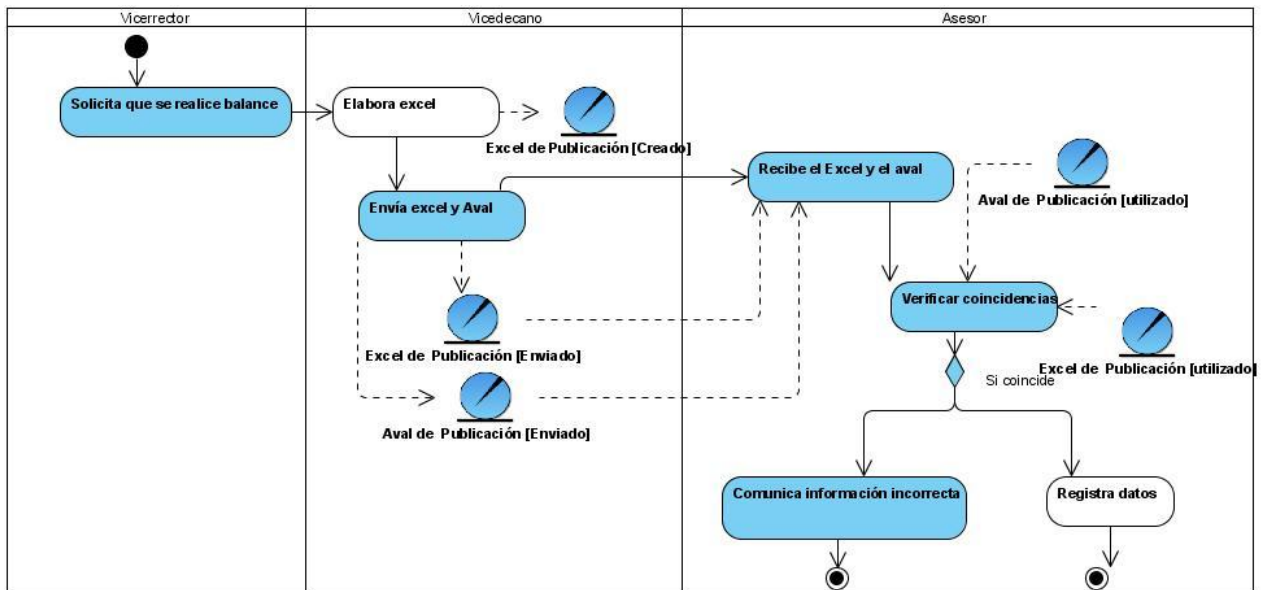 Vicerrector
Vicedecano
Asesor
Solicita que se realice balance
Elabora excel
Excel de Publicación [Creado]
Recibe el Excel y el aval
Aval de Publicación [utilizado]
Envía excel y Aval
Verificar coincidencias
Excel de Publicación [Enviado]
Excel de Publicación [utilizado]
Si coincide
Aval de Publicación [Enviado]
Comunica información incorrecta
Registra datos